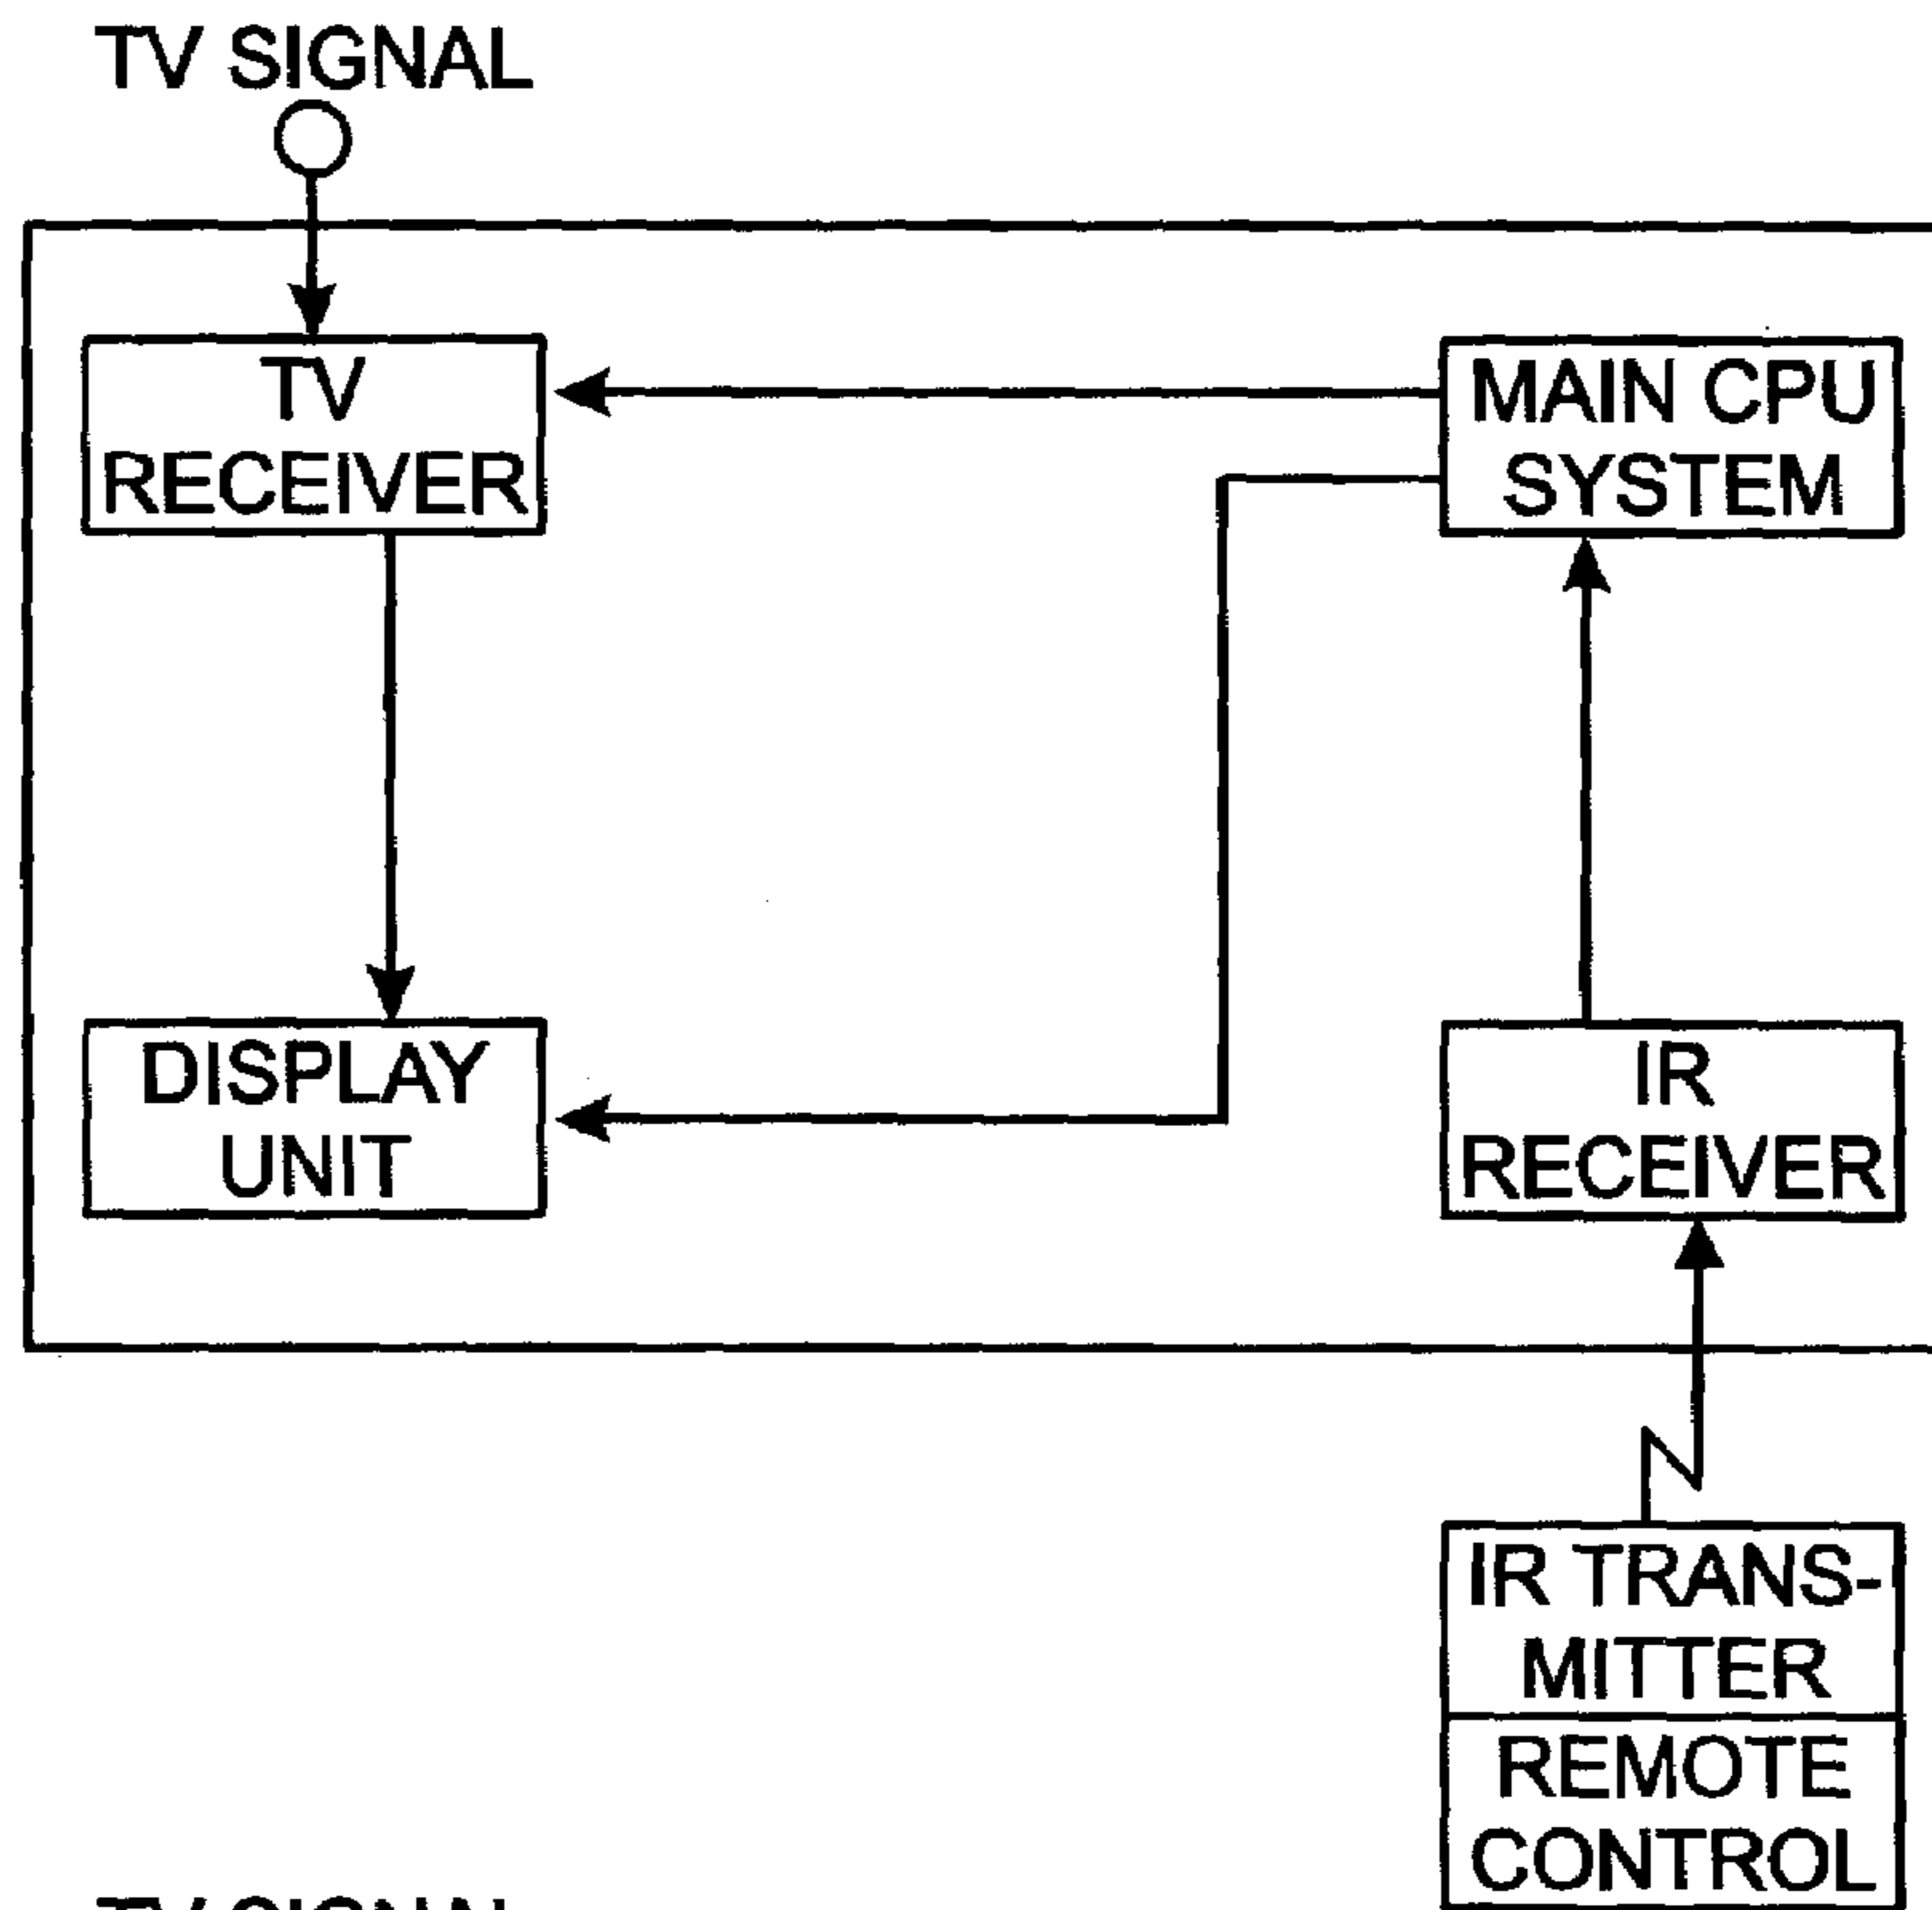 TV SIGNAL
TV
RECEIVER
MAIN CPU
SYSTEM
DISPLAY
UNIT
IR
RECEIVER
IR TRANS-
MITTER
REMOTE
CONTROL